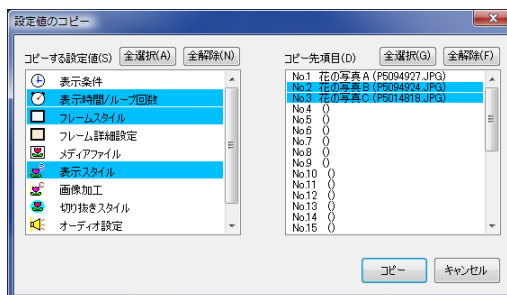 設定値のコピー
コピーする設定値(S) 全選択(A) 全解除(N)
表示条件
表示時間/ループ回数
フレームスタイル
フレーム詳細設定
メディアファイル
表示スタイル
画像加工
切り抜きスタイル
オーディオ設定
コピー先項目(D) 全選択(G) 全解除(F)
No.1 花の写真A (P5094927.JPG)
No.2 花の写真B (P5094924.JPG)
No.3 花の写真C (P5014818.JPG)
No.4 ()
No.5 ()
No.6 ()
No.7 ()
No.8 ()
No.9 ()
No.10 ()
No.11 ()
No.12 ()
No.13 ()
No.14 ()
No.15 ()
コピー キャンセル